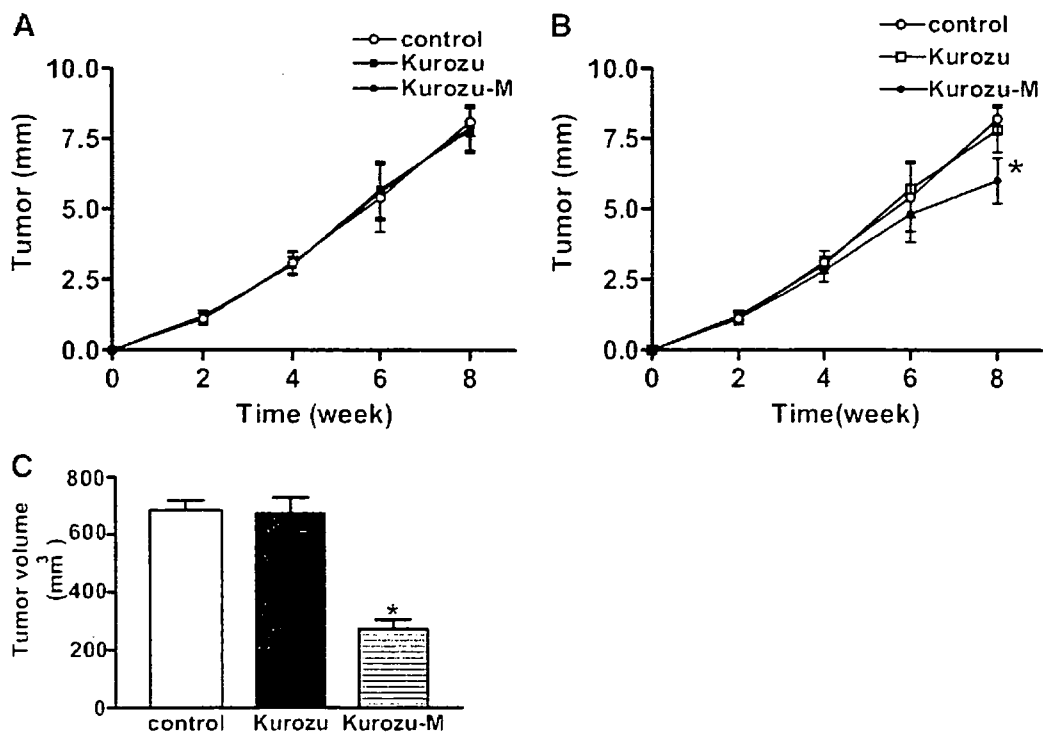 A
control
Kurozu
Kurozu-M
10.0
7.5
5.0
2.5
0.0
Tumor (mm)
0 2 4 6 8
Time (week)
B
control
Kurozu
Kurozu-M
10.0
7.5
5.0
2.5
0.0
Tumor (mm)
*
0 2 4 6 8
Time(week)
C
800
600
400
200
0
Tumor volume
(mm³)
*
control Kurozu Kurozu-M